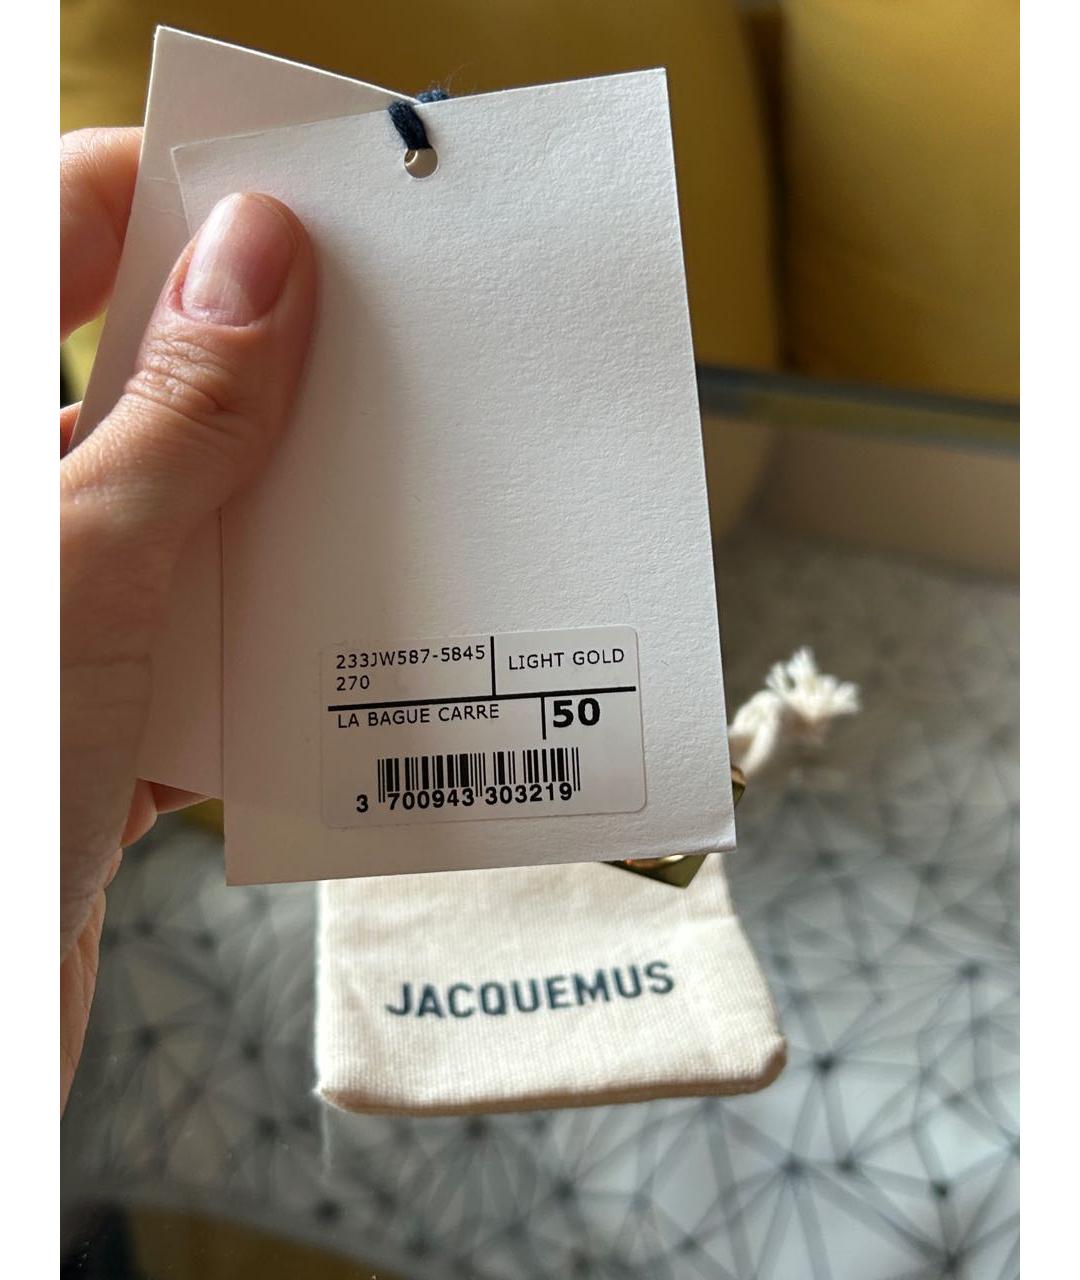 233JW587-5845
270
LIGHT GOLD
LA BAGUE CARRE
50
3 700943 303219
JACQUEMUS